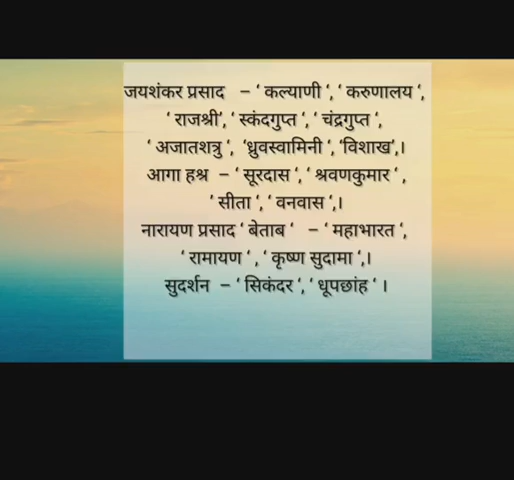 जयशंकर प्रसाद – ‘ कल्याणी ‘, ‘ करुणालय ‘,
‘ राजश्री’, ‘ स्कंदगुप्त ‘, ‘ चंद्रगुप्त ‘,
‘ अजातशत्रु ‘, ‘ध्रुवस्वामिनी ‘, ‘विशाख’,।
आगा हश्र – ‘ सूरदास ‘, ‘ श्रवणकुमार ‘ ,
‘ सीता ‘, ‘ वनवास ‘,।
नारायण प्रसाद ‘ बेताब ‘ – ‘ महाभारत ‘,
‘ रामायण ‘ , ‘ कृष्ण सुदामा ‘,।
सुदर्शन – ‘ सिकंदर ‘, ‘ धूपछांह ‘ ।